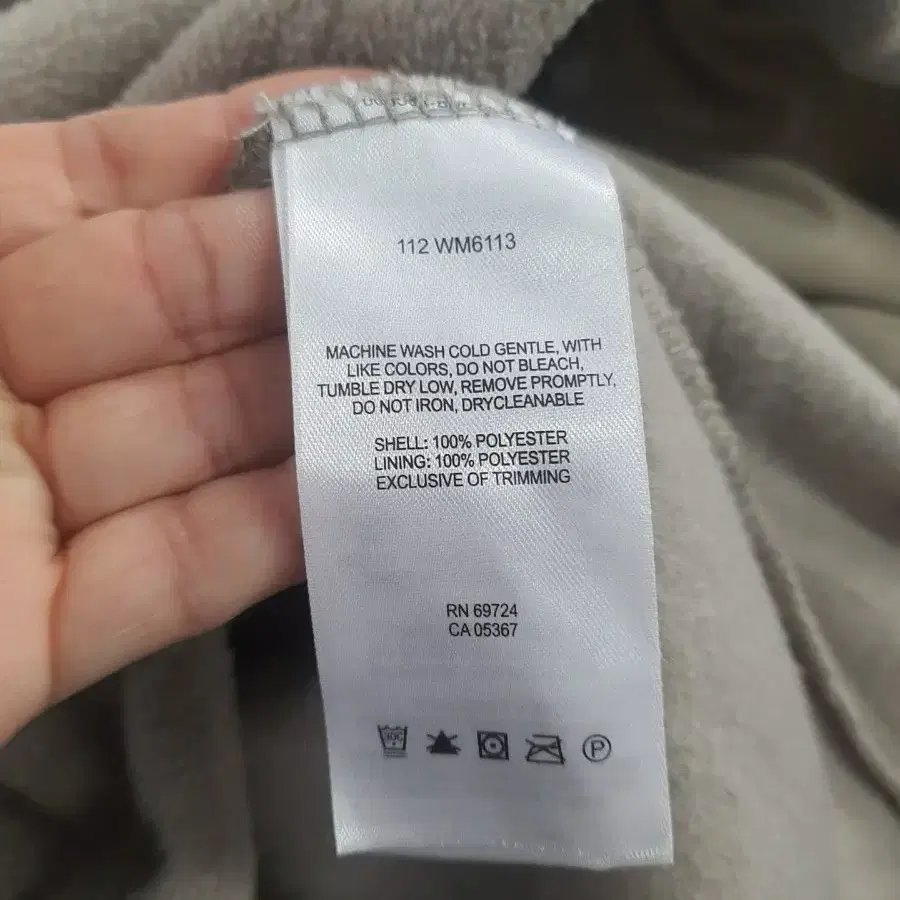 112 WM6113
MACHINE WASH COLD GENTLE, WITH
LIKE COLORS, DO NOT BLEACH,
TUMBLE DRY LOW, REMOVE PROMPTLY,
DO NOT IRON, DRYCLEANABLE
SHELL: 100% POLYESTER
LINING: 100% POLYESTER
EXCLUSIVE OF TRIMMING
RN 69724
CA 05367
30C
P